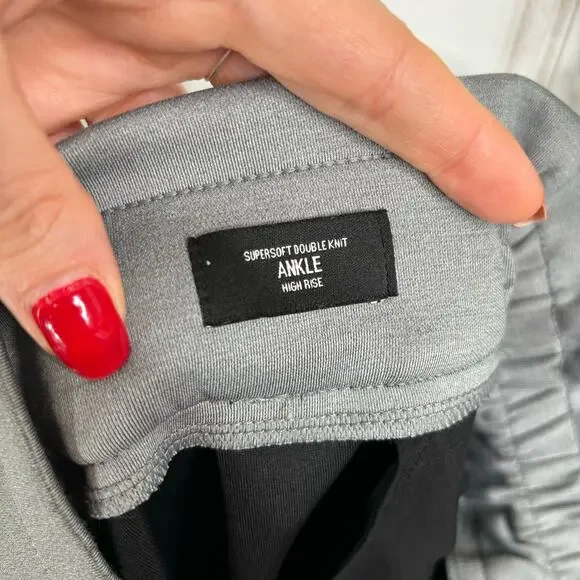 SUPERSOFT DOUBLE KNIT
ANKLE
HIGH RISE